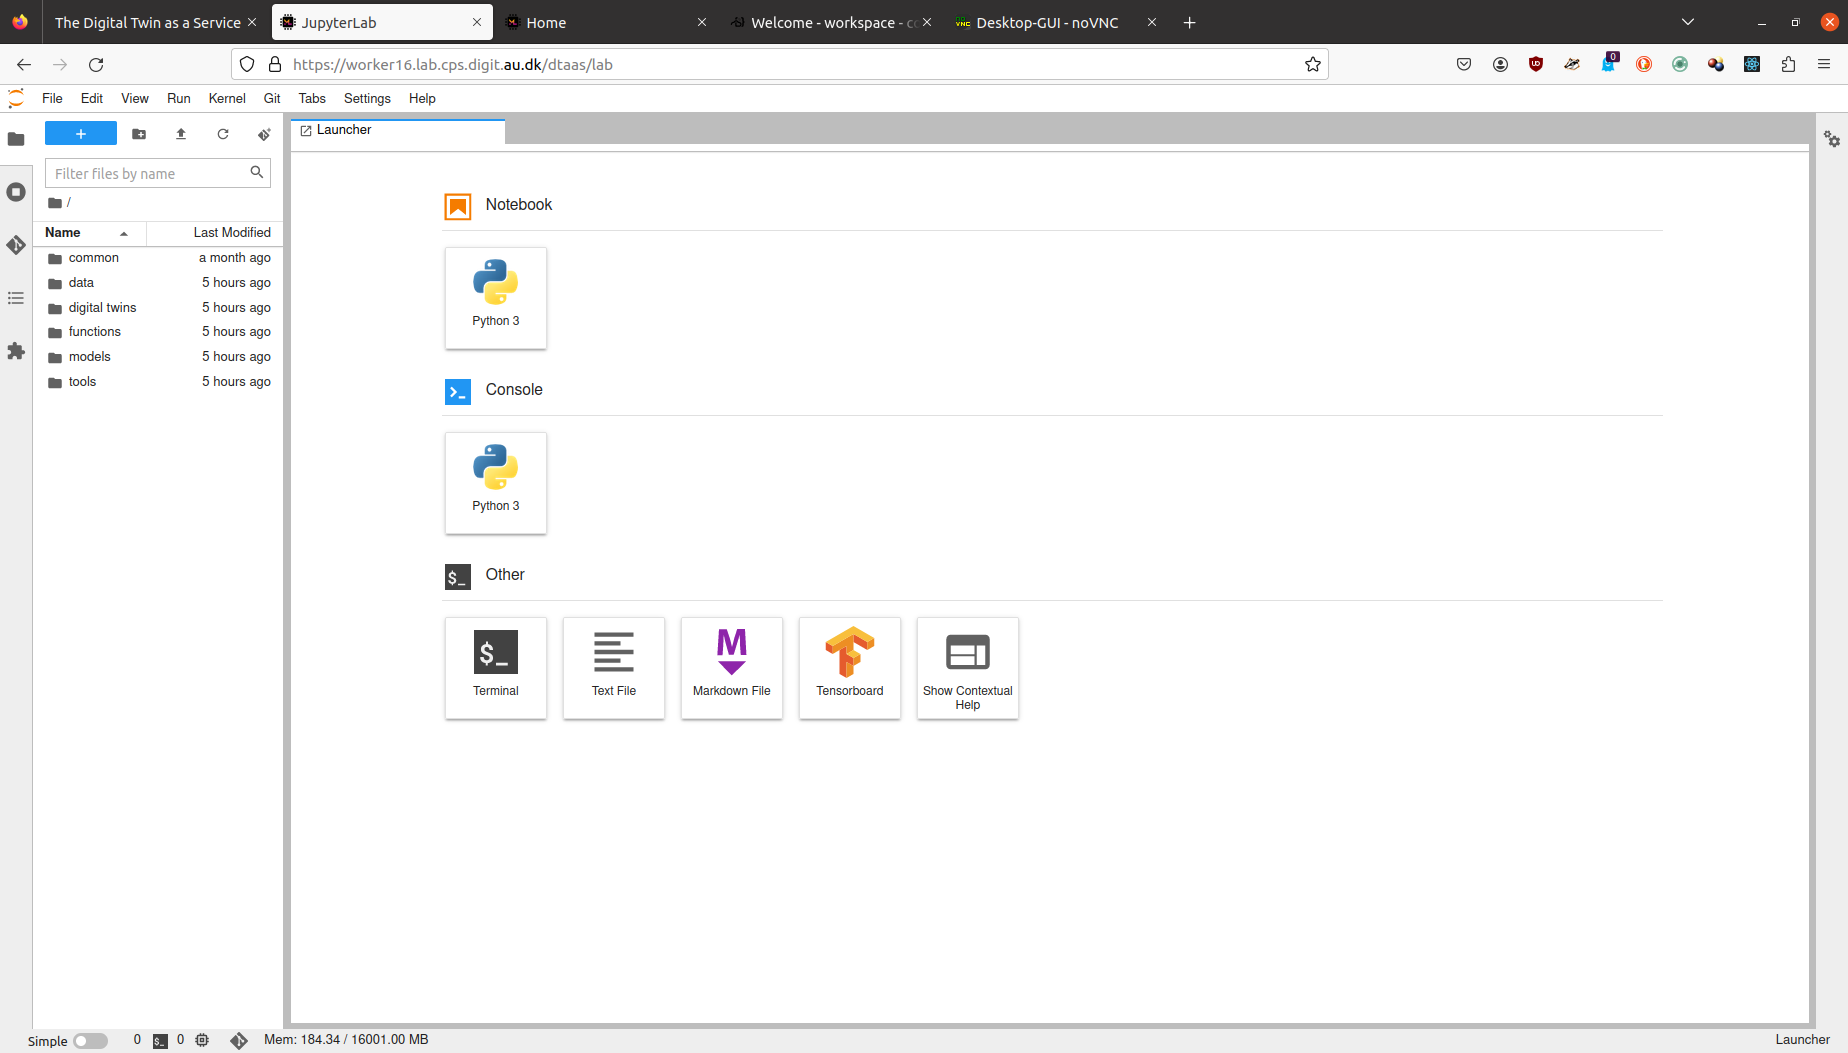 The Digital Twin as a Service
JupyterLab
Home
Welcome - workspace - co
Desktop-GUI - noVNC
https://worker16.lab.cps.digit.au.dk/dtaas/lab
0
File Edit View Run Kernel Git Tabs Settings Help
+
Launcher
Filter files by name
/
Name Last Modified
common a month ago
data 5 hours ago
digital twins 5 hours ago
functions 5 hours ago
models 5 hours ago
tools 5 hours ago
Notebook
Python 3
Console
Python 3
$_ Other
$_
M
Terminal
Text File
Markdown File
Tensorboard
Show Contextual
Help
Simple 0 $_ 0 Mem: 184.34 / 16001.00 MB Launcher